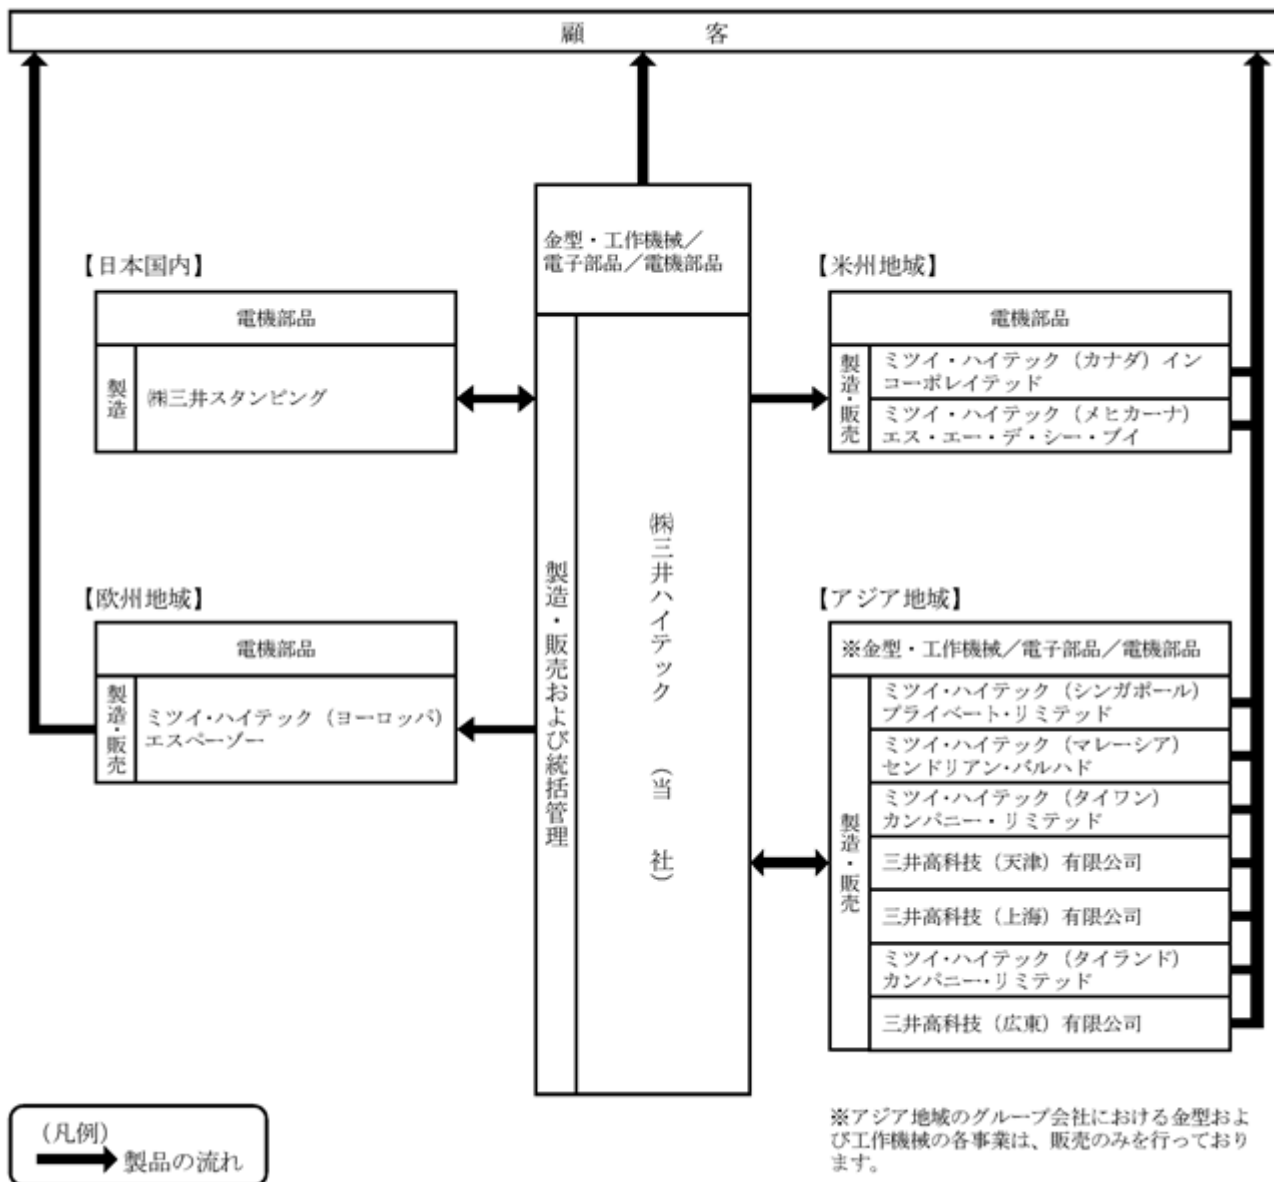 顧　客
金型・工作機械／
電子部品／電機部品
製造・販売および統括管理
㈱三井ハイテック（当社）
【日本国内】
電機部品
製造
㈱三井スタンピング
【欧州地域】
電機部品
製造・販売
ミツイ・ハイテック（ヨーロッパ）
エスペーゾー
【米州地域】
電機部品
製造・販売
ミツイ・ハイテック（カナダ）イン
コーポレイテッド
ミツイ・ハイテック（メヒカーナ）
エス・エー・デ・シー・ブイ
【アジア地域】
※金型・工作機械／電子部品／電機部品
製造・販売
ミツイ・ハイテック（シンガポール）
プライベート・リミテッド
ミツイ・ハイテック（マレーシア）
センドリアン・バルハド
ミツイ・ハイテック（タイワン）
カンパニー・リミテッド
三井高科技（天津）有限公司
三井高科技（上海）有限公司
ミツイ・ハイテック（タイランド）
カンパニー・リミテッド
三井高科技（広東）有限公司
（凡例）
製品の流れ
※アジア地域のグループ会社における金型およ
び工作機械の各事業は、販売のみを行っており
ます。